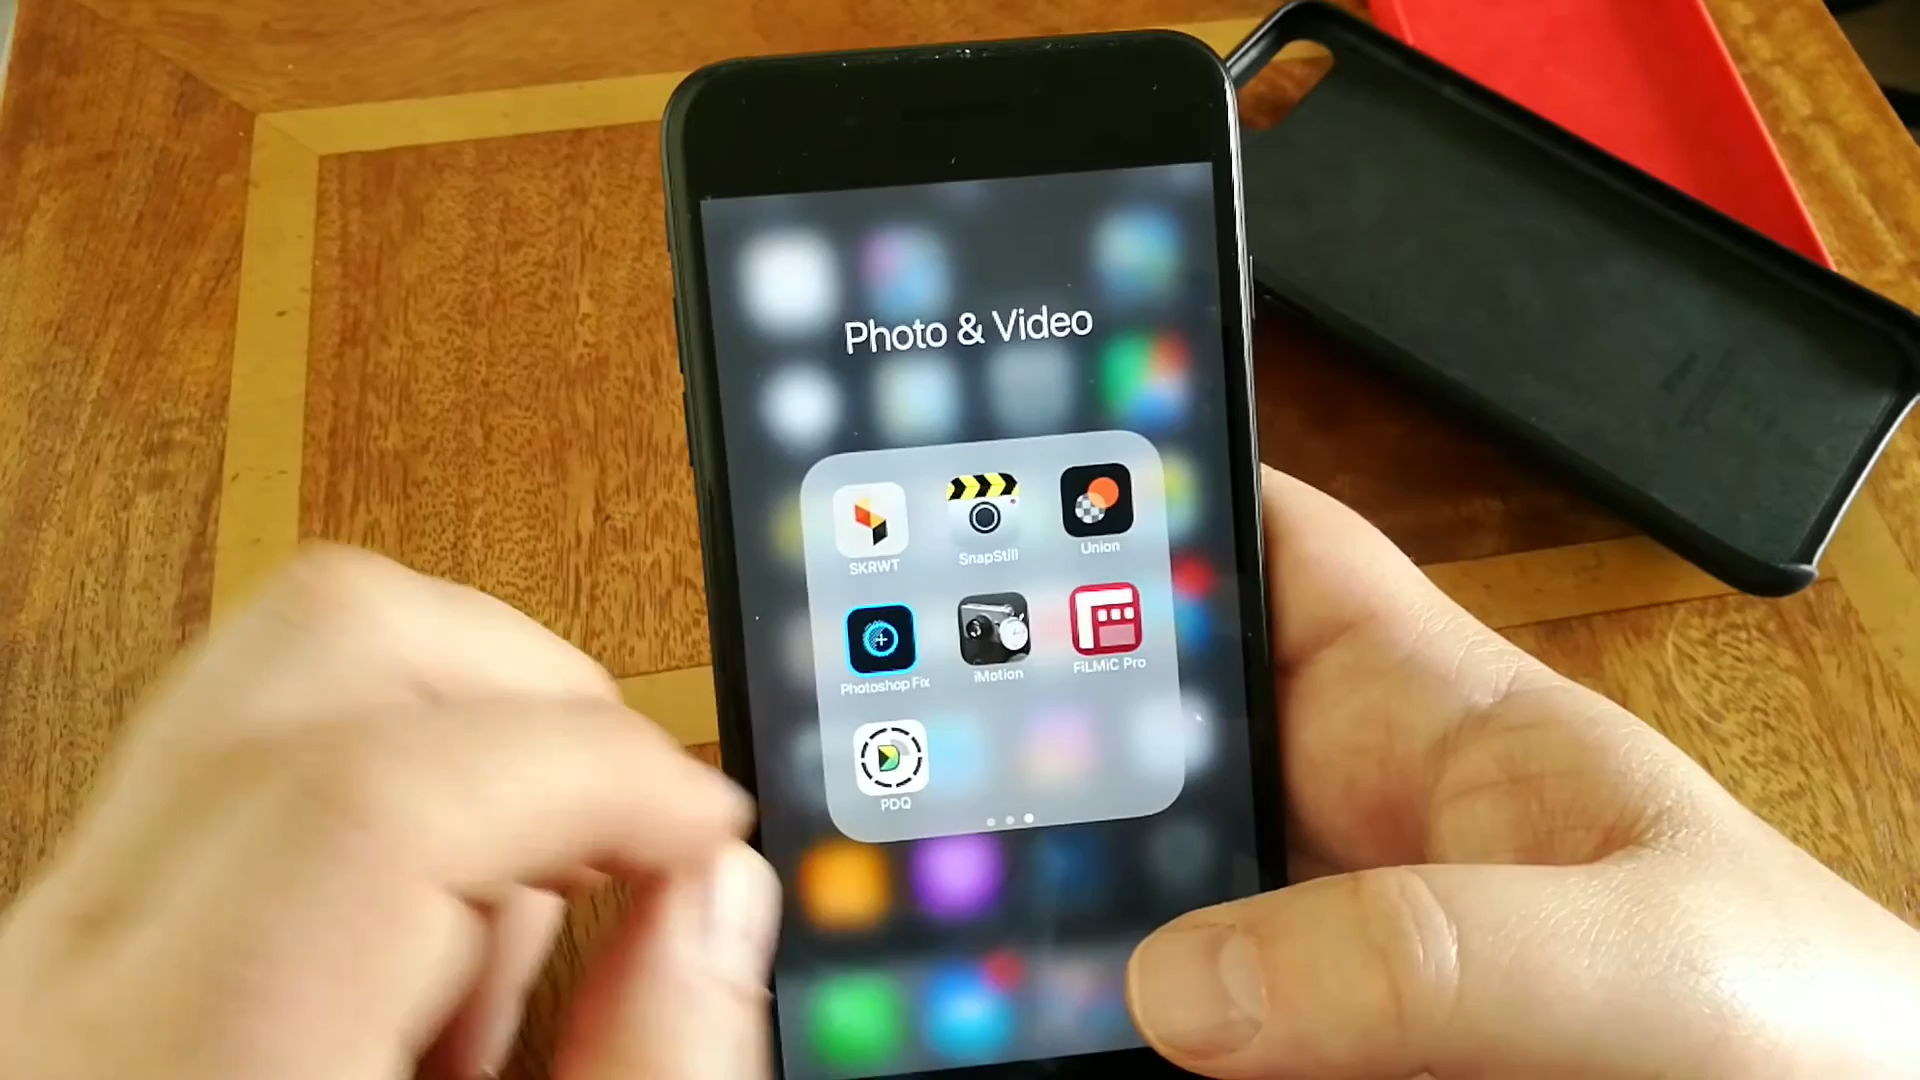 Photo & Video
SKRWT
SnapStill
Union
Photoshop Fix
iMotion
FiLMiC Pro
PDQ